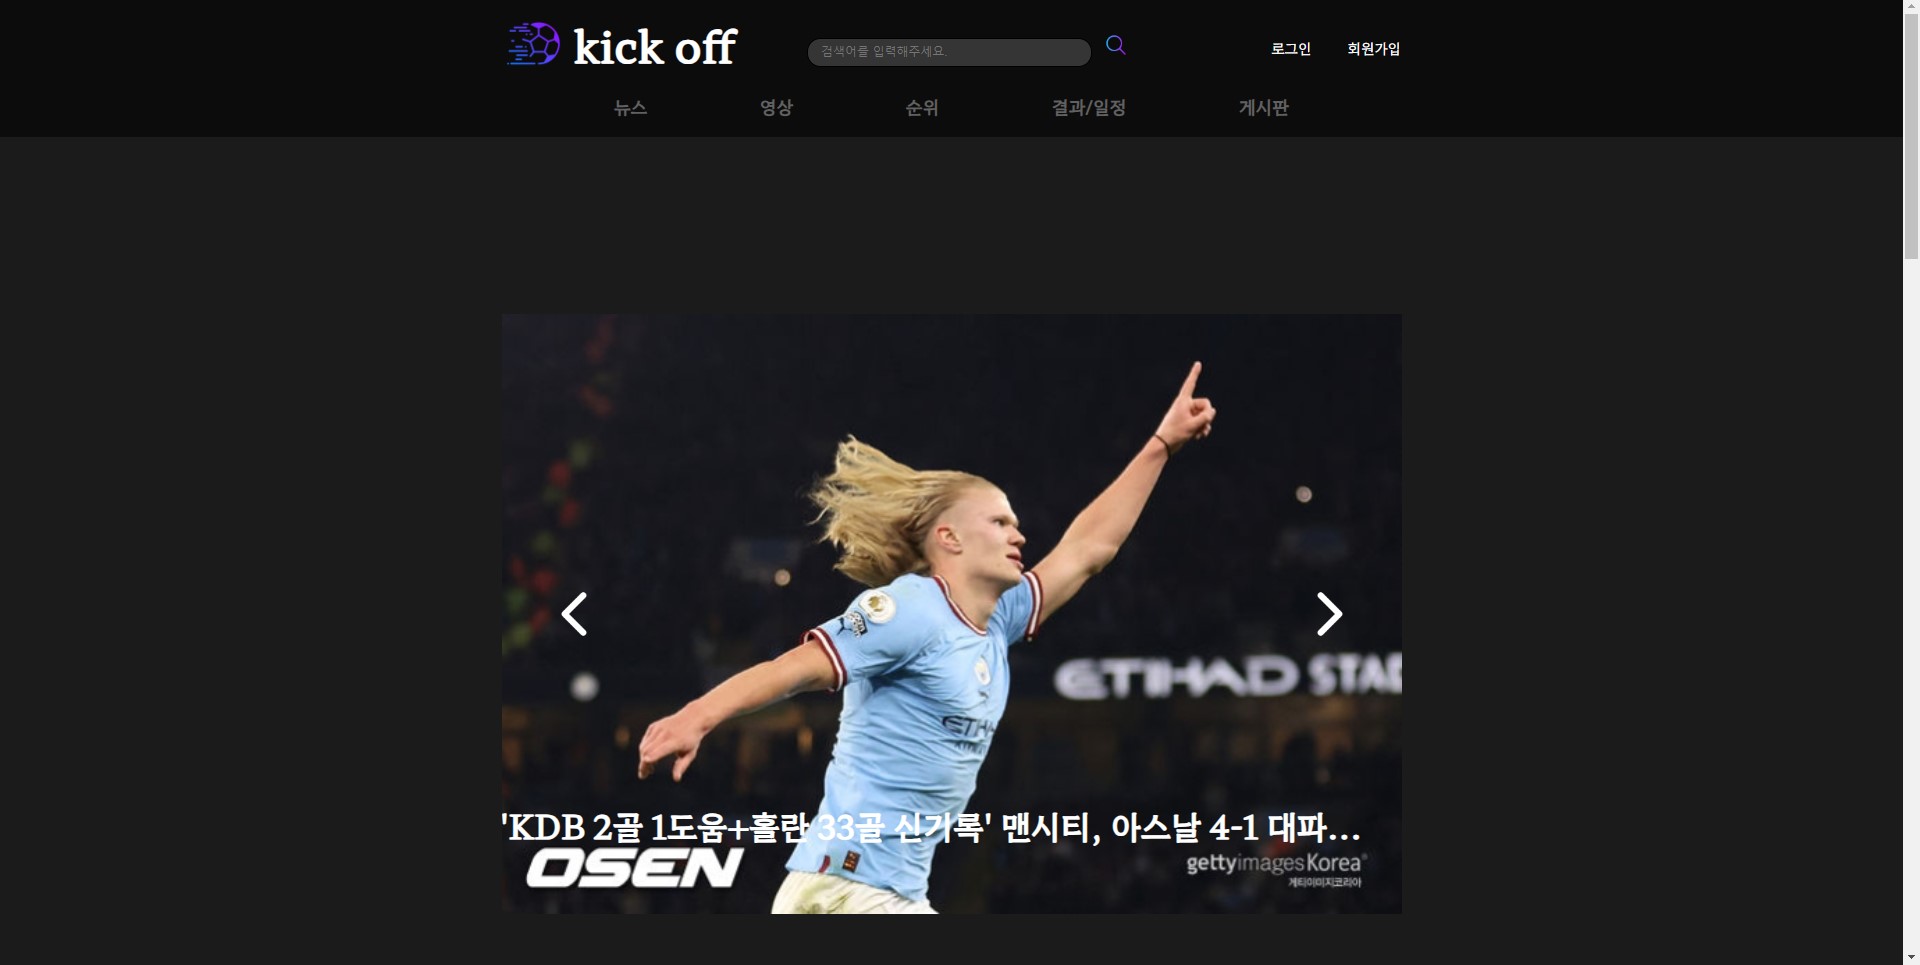 kick off
검색어를 입력해주세요.
로그인
회원가입
뉴스
영상
순위
결과/일정
게시판
ETIHAD STAD
ETIH
'KDB 2골 1도움+홀란 33골 신기록' 맨시티, 아스날 4-1 대파...
OSEN
gettyimagesKorea
게티이미지코리아